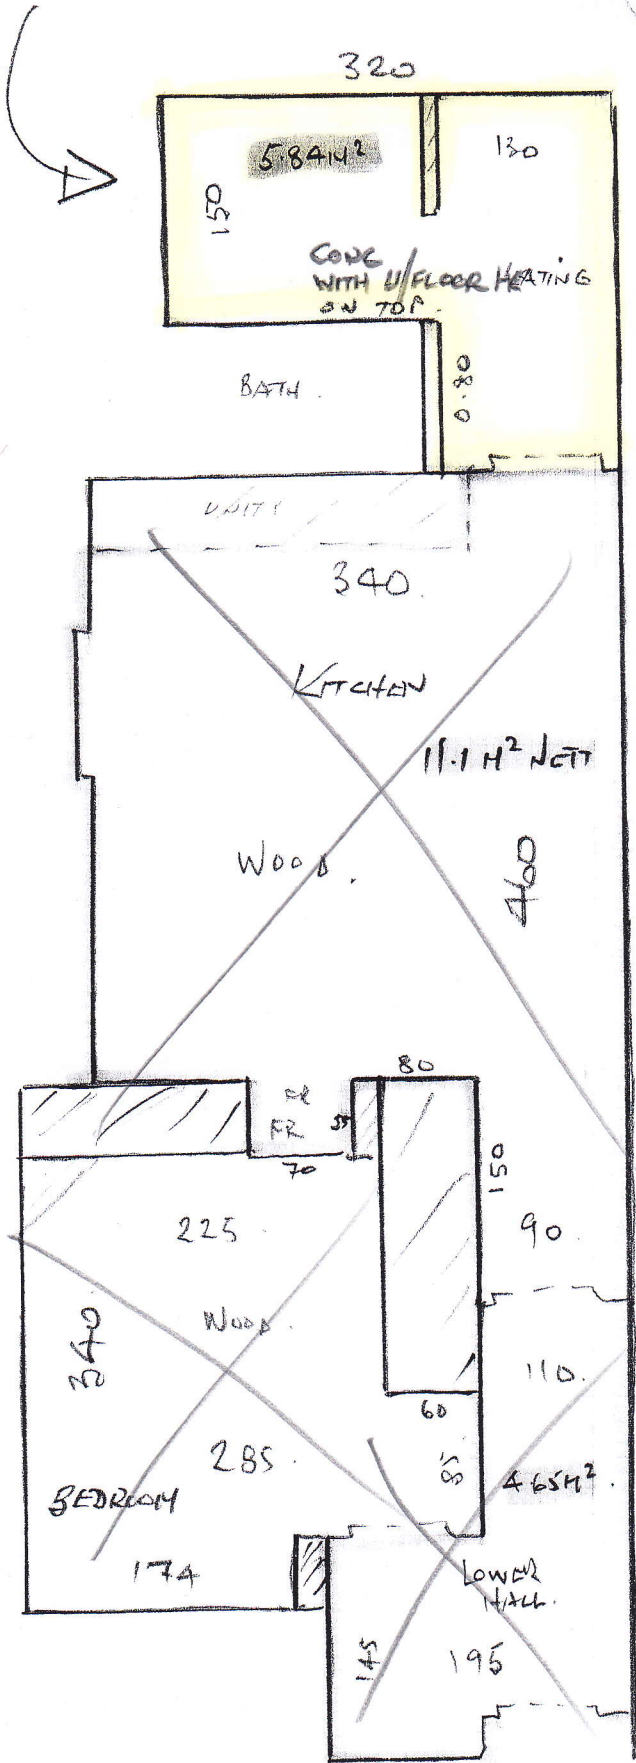 320
5.84M²
130
150
CONC
WITH U/FLOOR HEATING
ON TOP.
0.80
BATH.
UNITS
340.
KITCHEN
11.1 M² NETT
WOOD.
460
80
FR
FR
55
70
150
225
90
WOOD.
340
110.
60
285
85
4.65M².
BEDROOM
174
LOWER
HALL.
145
195